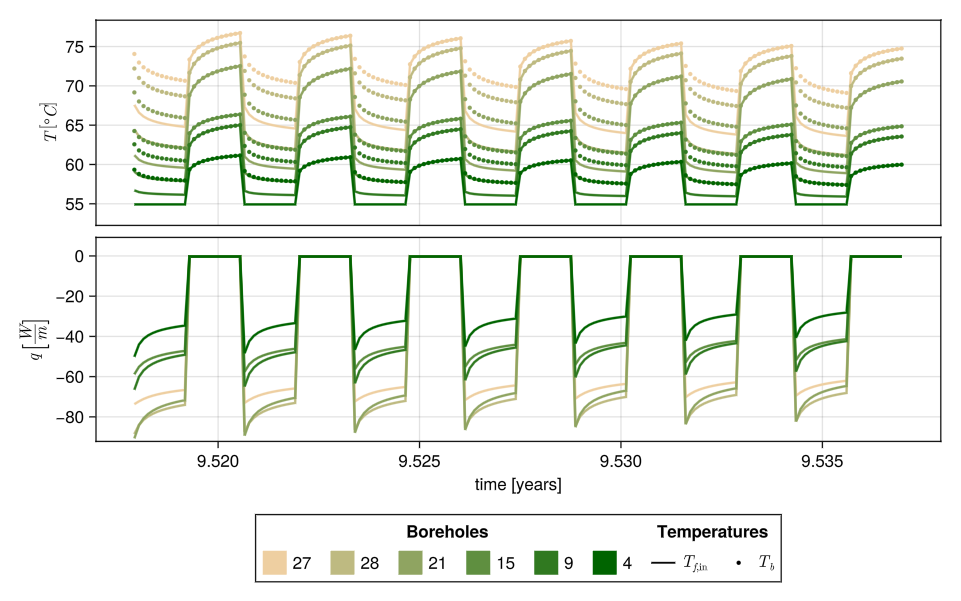 75
70
65
60
55
T [°C]
0
−20
−40
−60
−80
q [W/m]
9.520 9.525 9.530 9.535
time [years]
Boreholes Temperatures
27 28 21 15 9 4 T_f,in T_b